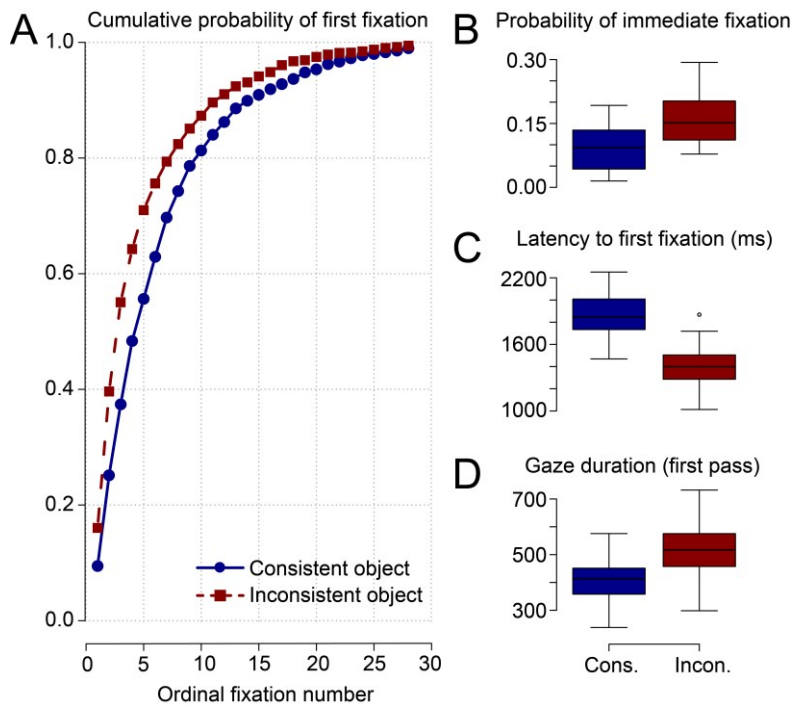 A
Cumulative probability of first fixation
1.0
0.8
0.6
0.4
0.2
0.0
Consistent object
Inconsistent object
0 5 10 15 20 25 30
Ordinal fixation number
B
Probability of immediate fixation
0.30
0.15
0.00
C
Latency to first fixation (ms)
2200
1600
1000
D
Gaze duration (first pass)
700
500
300
Cons. Incon.